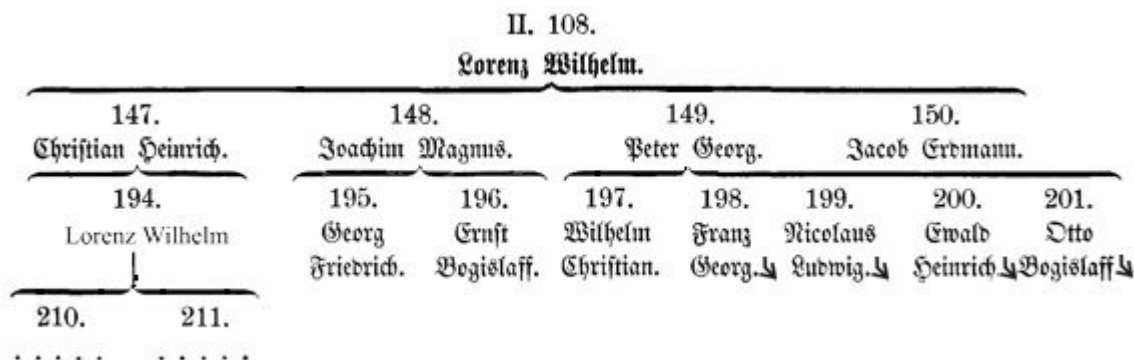 II. 108.
Lorenz Wilhelm.
147. 148. 149. 150.
Christian Heinrich. Joachim Magnus. Peter Georg. Jacob Erdmann.
194. 195. 196. 197. 198. 199. 200. 201.
Lorenz Wilhelm Georg Ernst Wilhelm Franz Nicolaus Ewald Otto
Friedrich. Bogislaff. Christian. Georg. Ludwig. Heinrich Bogislaff
210. 211.
. . . . . . . . . .